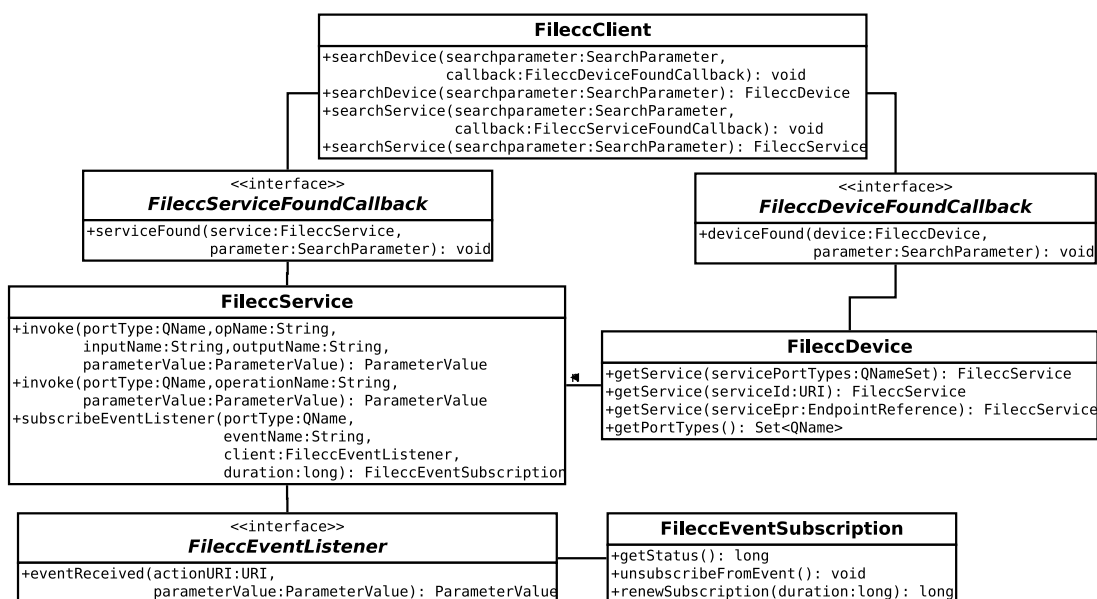 FileccClient
+searchDevice(searchparameter:SearchParameter,
callback:FileccDeviceFoundCallback): void
+searchDevice(searchparameter:SearchParameter): FileccDevice
+searchService(searchparameter:SearchParameter,
callback:FileccServiceFoundCallback): void
+searchService(searchparameter:SearchParameter): FileccService
<<interface>>
FileccServiceFoundCallback
+serviceFound(service:FileccService,
parameter:SearchParameter): void
<<interface>>
FileccDeviceFoundCallback
+deviceFound(device:FileccDevice,
parameter:SearchParameter): void
FileccService
+invoke(portType:QName,opName:String,
inputName:String,outputName:String,
parameterValue:ParameterValue): ParameterValue
+invoke(portType:QName,operationName:String,
parameterValue:ParameterValue): ParameterValue
+subscribeEventListener(portType:QName,
eventName:String,
client:FileccEventListener,
duration:long): FileccEventSubscription
FileccDevice
+getService(servicePortTypes:QNameSet): FileccService
+getService(serviceId:URI): FileccService
+getService(serviceEpr:EndpointReference): FileccService
+getPortTypes(): Set<QName>
<<interface>>
FileccEventListener
+eventReceived(actionURI:URI,
parameterValue:ParameterValue): ParameterValue
FileccEventSubscription
+getStatus(): long
+unsubscribeFromEvent(): void
+renewSubscription(duration:long): long